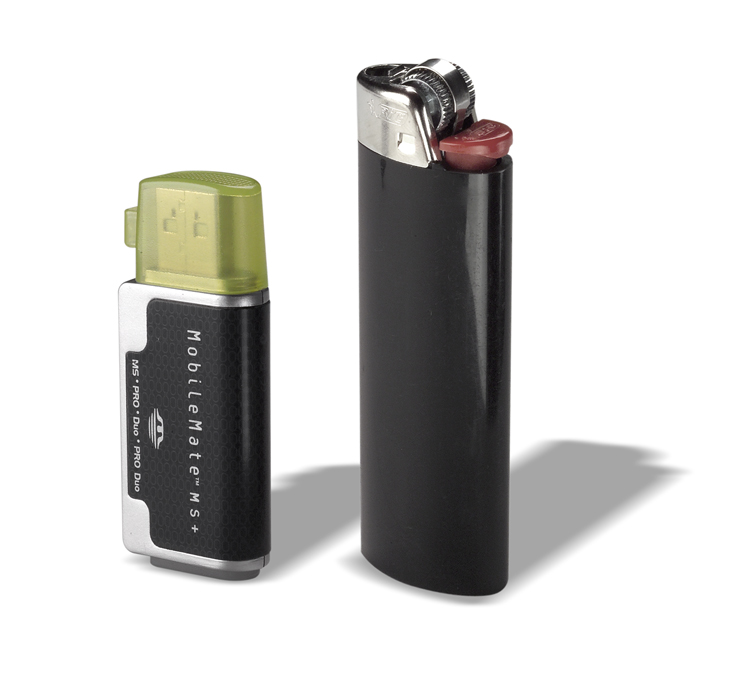 MobileMate™ MS+
MS • PRO • Duo • PRO Duo